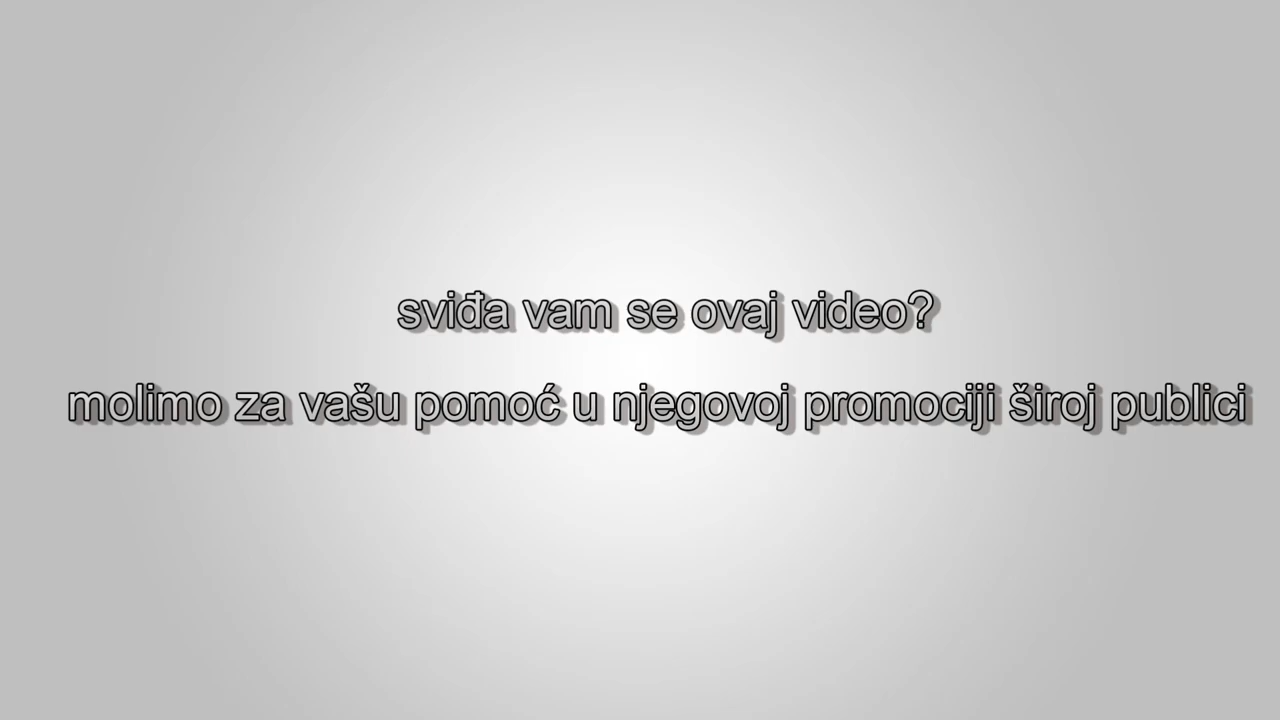 sviđa vam se ovaj video?
molimo za vašu pomoć u njegovoj promociji široj publici